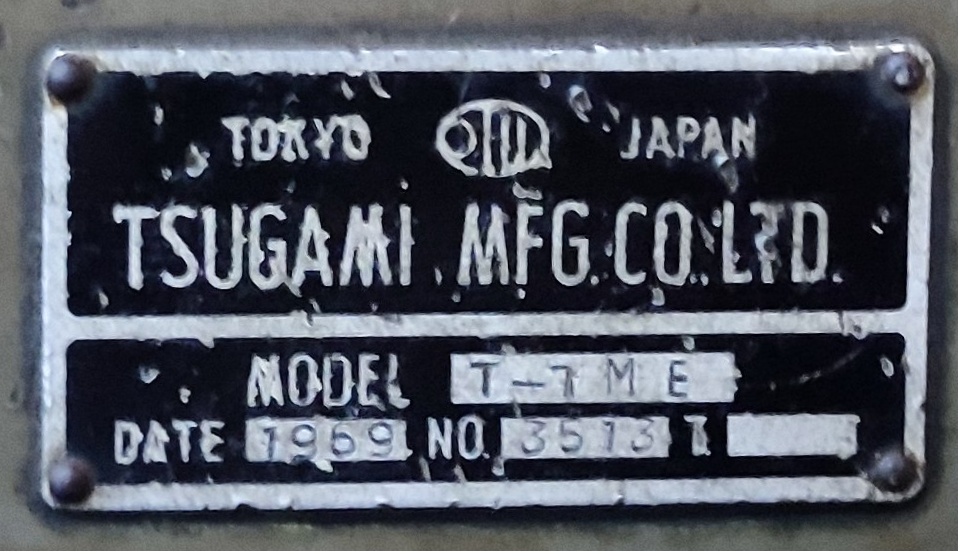 TOKYO JAPAN
TSUGAMI MFG. CO. LTD.
MODEL T-7ME
DATE 1969 NO. 3513 T